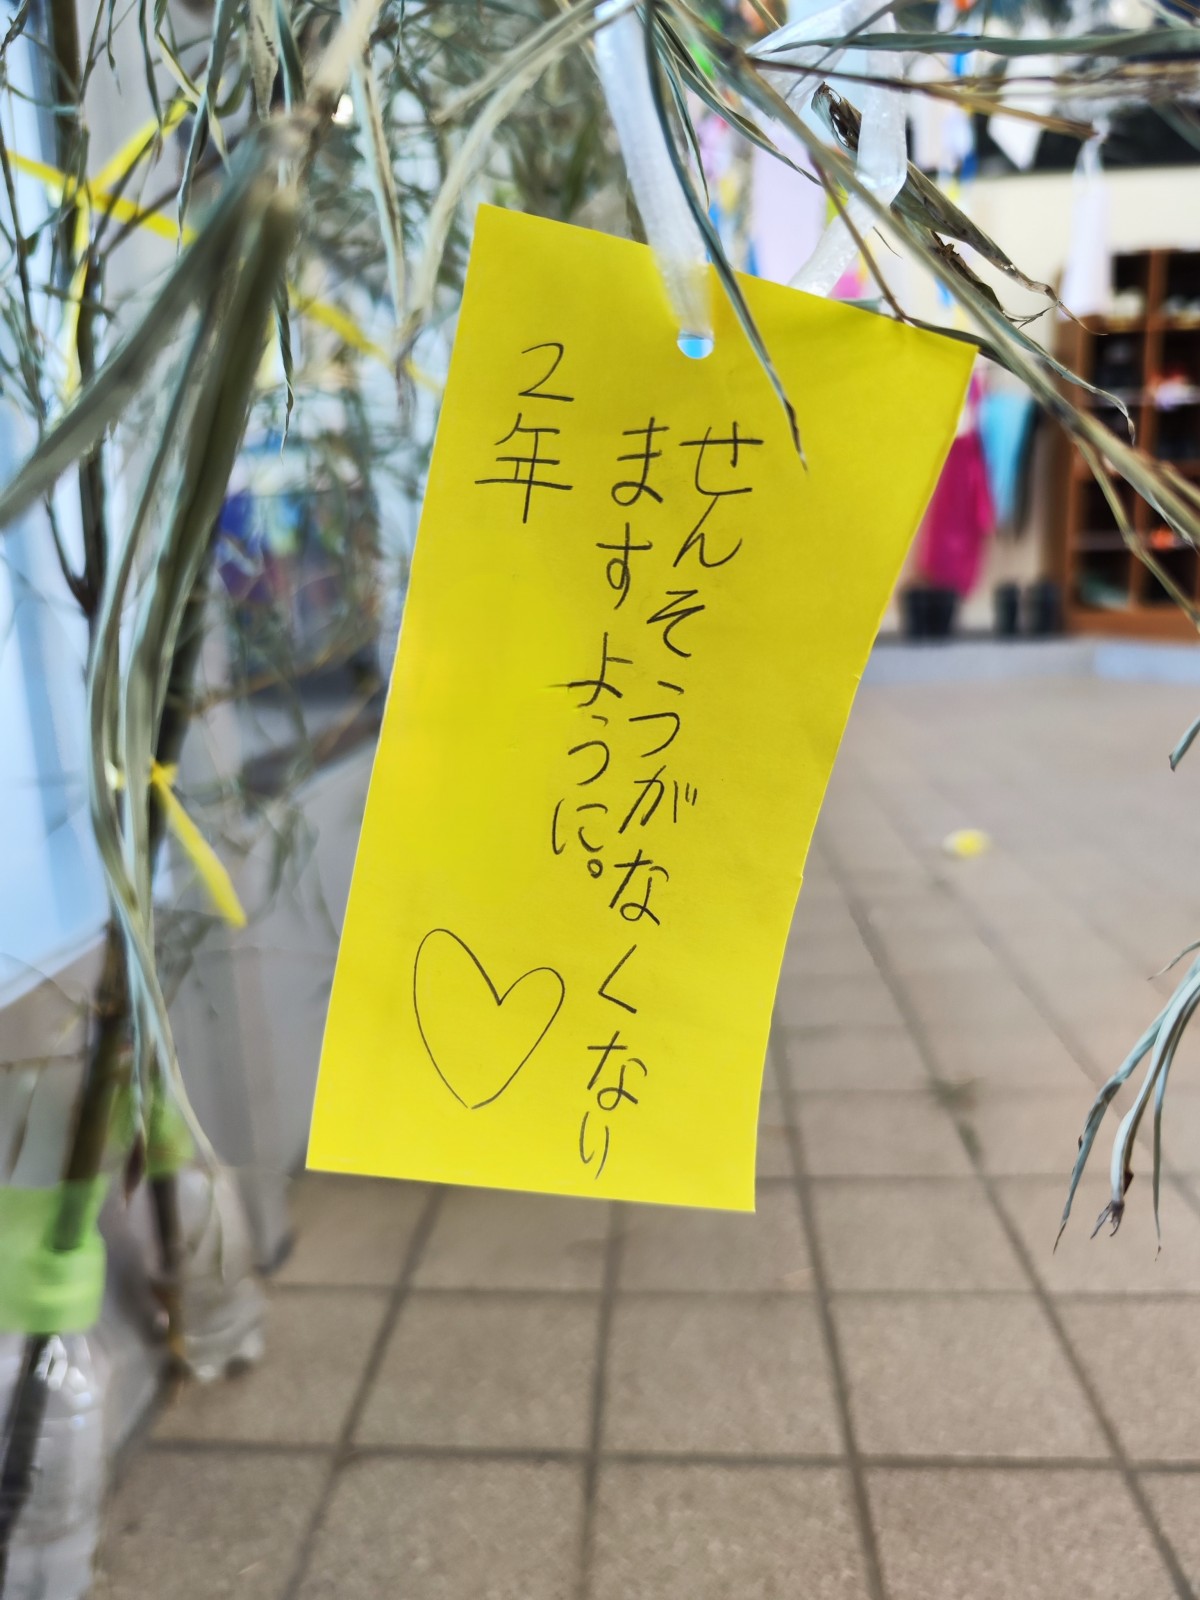 せんそうがなくなり
ますように。
2年